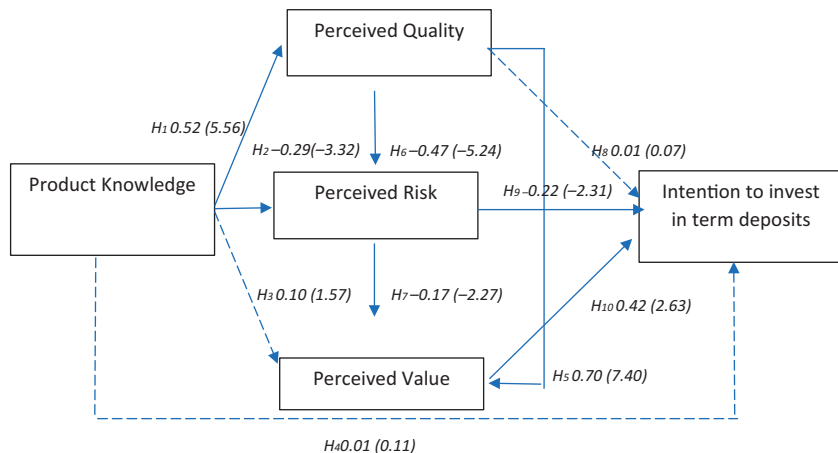 Perceived Quality
H1 0.52 (5.56)
H2 –0.29(–3.32)
H6 –0.47 (–5.24)
H8 0.01 (0.07)
Product Knowledge
Perceived Risk
H9 –0.22 (–2.31)
Intention to invest
in term deposits
H3 0.10 (1.57)
H7 –0.17 (–2.27)
H10 0.42 (2.63)
Perceived Value
H5 0.70 (7.40)
H4 0.01 (0.11)